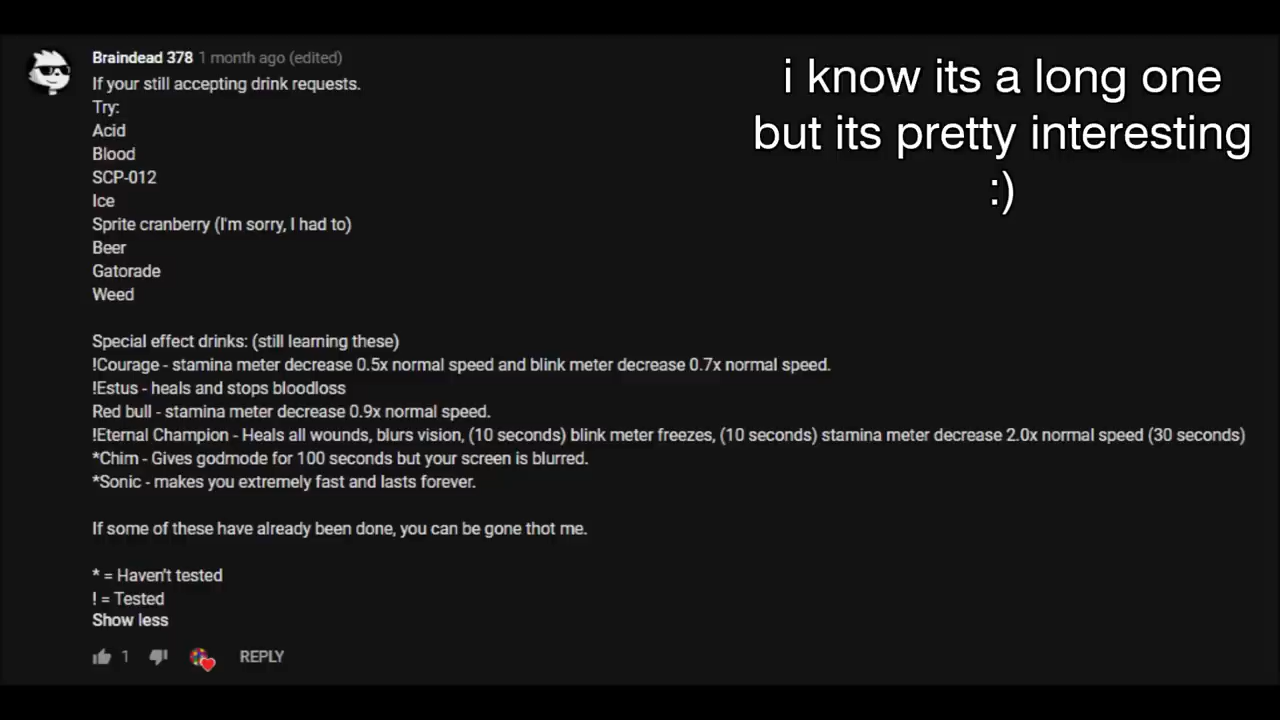 Braindead 378 1 month ago (edited)
If your still accepting drink requests.
Try:
Acid
Blood
SCP-012
Ice
Sprite cranberry (I'm sorry, I had to)
Beer
Gatorade
Weed
Special effect drinks: (still learning these)
!Courage - stamina meter decrease 0.5x normal speed and blink meter decrease 0.7x normal speed.
!Estus - heals and stops bloodloss
Red bull - stamina meter decrease 0.9x normal speed.
!Eternal Champion - Heals all wounds, blurs vision, (10 seconds) blink meter freezes, (10 seconds) stamina meter decrease 2.0x normal speed (30 seconds)
*Chim - Gives godmode for 100 seconds but your screen is blurred.
*Sonic - makes you extremely fast and lasts forever.
If some of these have already been done, you can be gone thot me.
* = Haven't tested
! = Tested
Show less
1 REPLY
i know its a long one
but its pretty interesting
:)